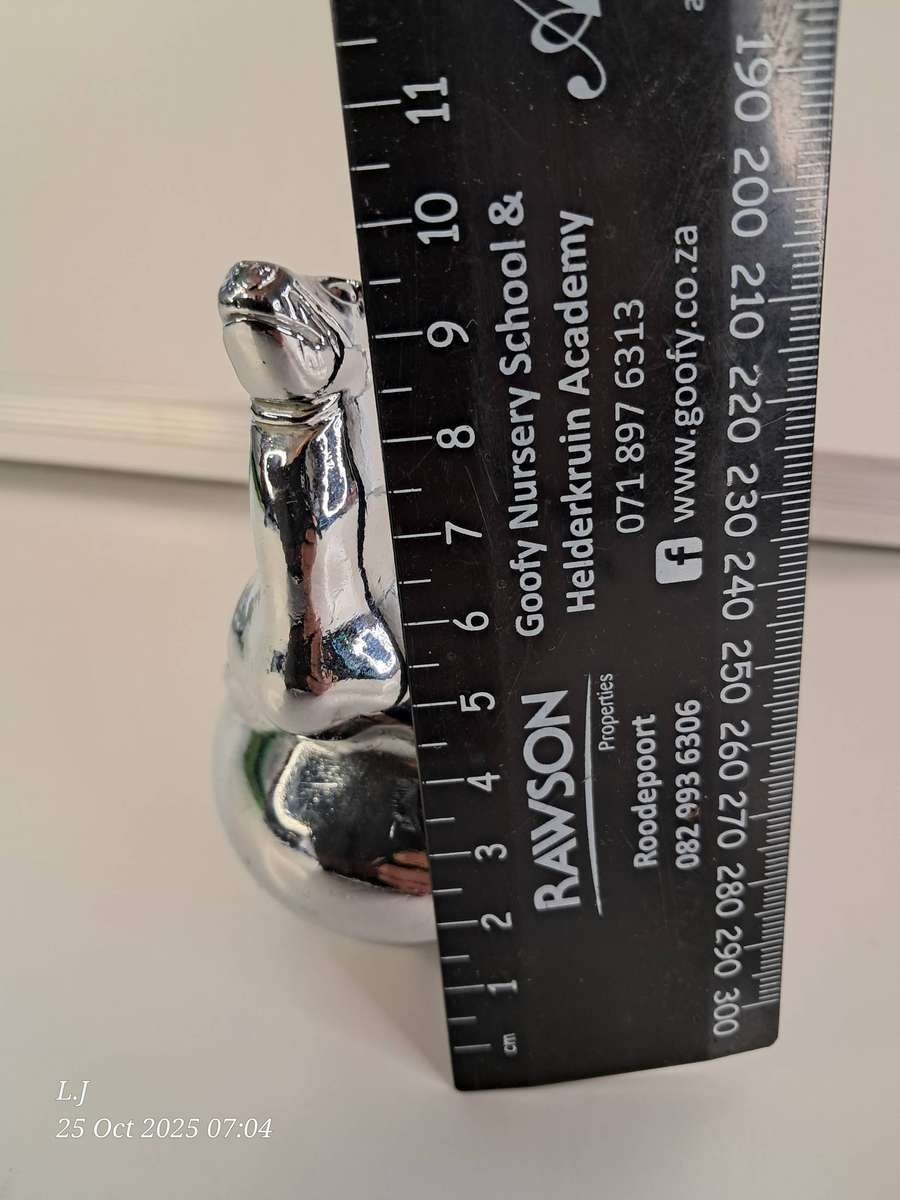 11
10
9
8
7
6
5
4
3
2
1
cm
Goofy Nursery School &
Helderkruin Academy
071 897 6313
www.goofy.co.za
RAWSON
Properties
Roodepoort
082 993 6306
190 200 210 220 230 240 250 260 270 280 290 300
L.J
25 Oct 2025 07:04